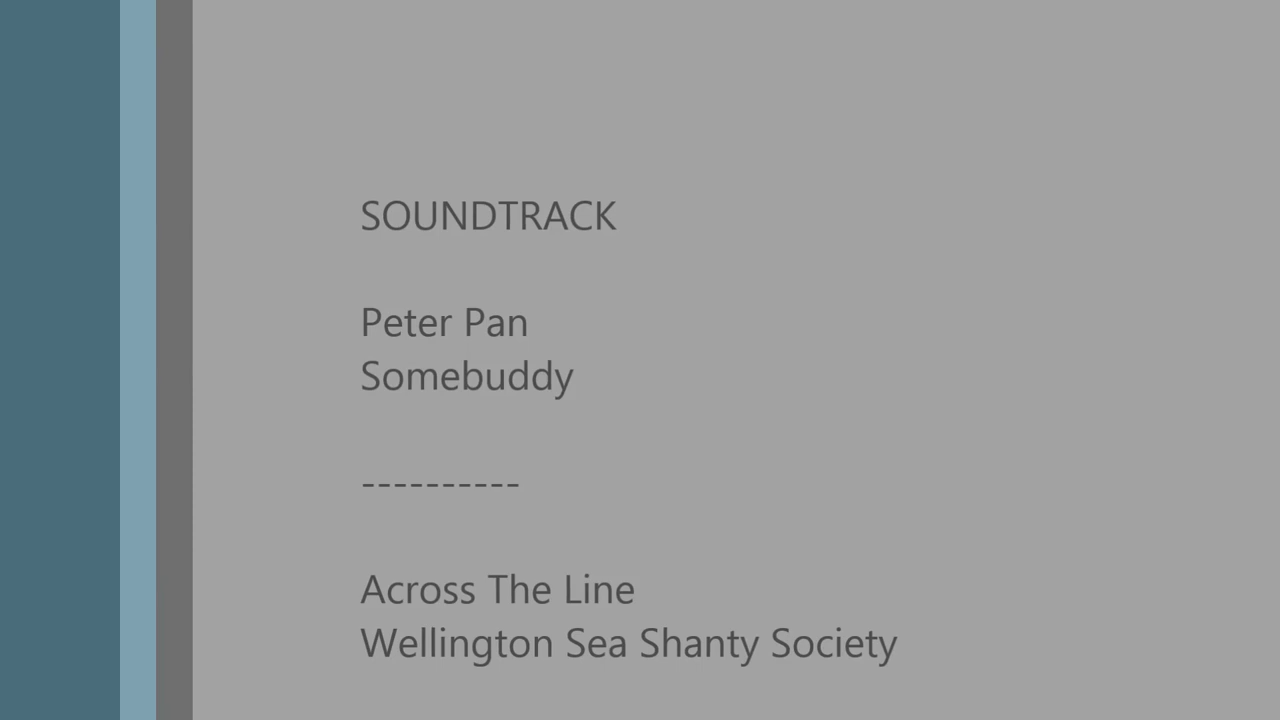 SOUNDTRACK
Peter Pan
Somebuddy
----------
Across The Line
Wellington Sea Shanty Society